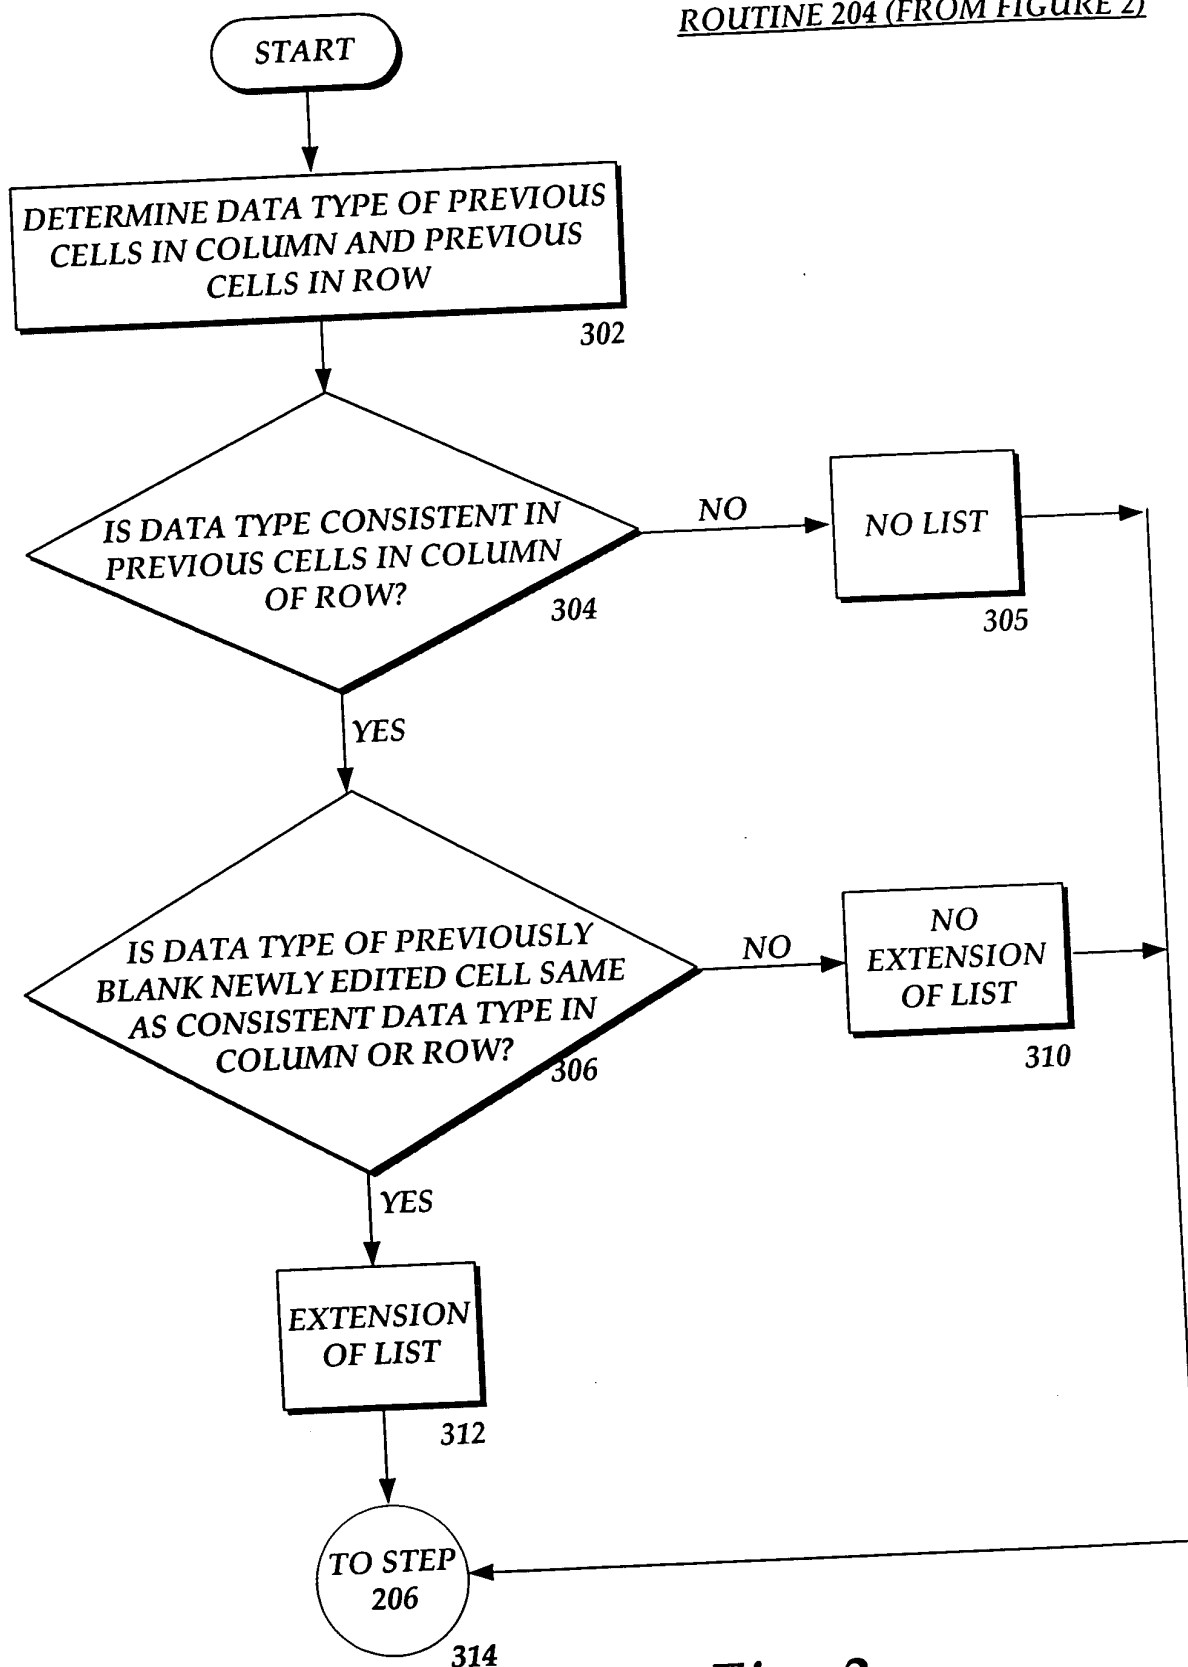 ROUTINE 204 (FROM FIGURE 2)
START
DETERMINE DATA TYPE OF PREVIOUS
CELLS IN COLUMN AND PREVIOUS
CELLS IN ROW
302
IS DATA TYPE CONSISTENT IN
PREVIOUS CELLS IN COLUMN
OF ROW?
304
NO
NO LIST
305
YES
IS DATA TYPE OF PREVIOUSLY
BLANK NEWLY EDITED CELL SAME
AS CONSISTENT DATA TYPE IN
COLUMN OR ROW?
306
NO
NO
EXTENSION
OF LIST
310
YES
EXTENSION
OF LIST
312
TO STEP
206
314